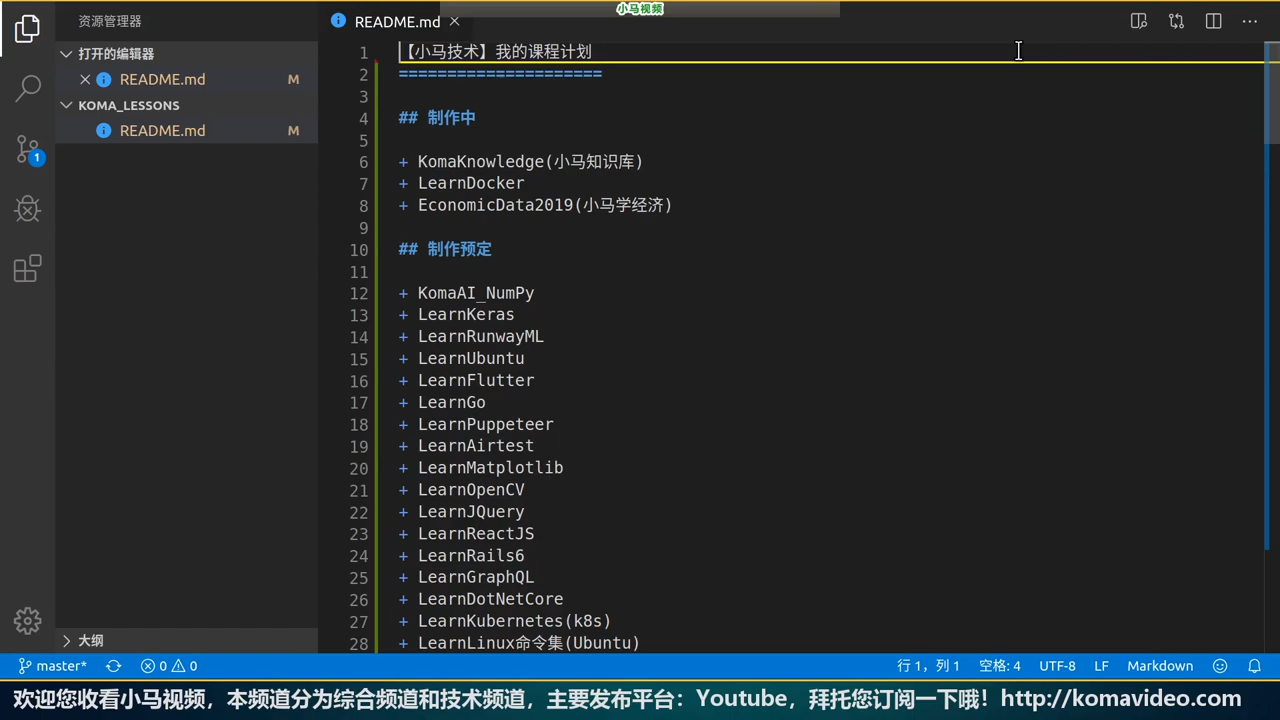 小马视频
资源管理器
README.md
打开的编辑器
README.md M
KOMA_LESSONS
README.md M
1
大纲
1 【小马技术】我的课程计划
2 =====================
3
4 ## 制作中
5
6 + KomaKnowledge(小马知识库)
7 + LearnDocker
8 + EconomicData2019(小马学经济)
9
10 ## 制作预定
11
12 + KomaAI_NumPy
13 + LearnKeras
14 + LearnRunwayML
15 + LearnUbuntu
16 + LearnFlutter
17 + LearnGo
18 + LearnPuppeteer
19 + LearnAirtest
20 + LearnMatplotlib
21 + LearnOpenCV
22 + LearnJQuery
23 + LearnReactJS
24 + LearnRails6
25 + LearnGraphQL
26 + LearnDotNetCore
27 + LearnKubernetes(k8s)
28 + LearnLinux命令集(Ubuntu)
master* 0 0 行 1，列 1 空格: 4 UTF-8 LF Markdown
欢迎您收看小马视频，本频道分为综合频道和技术频道，主要发布平台：Youtube，拜托您订阅一下哦！http://komavideo.com